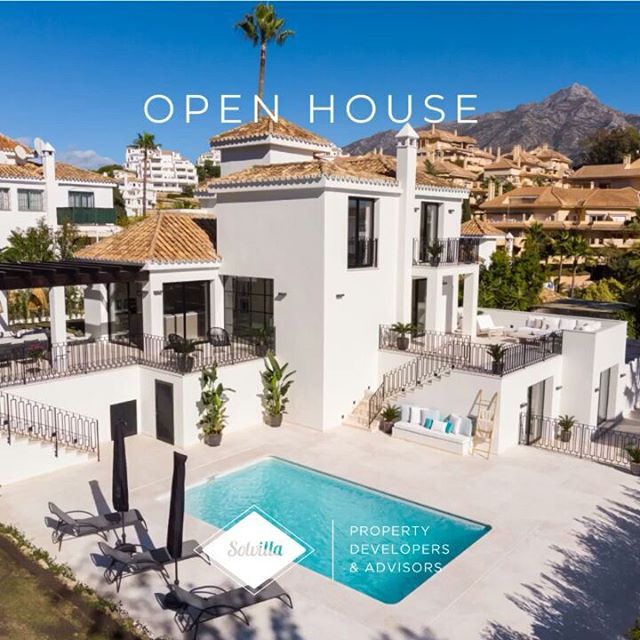 OPEN HOUSE
Solvilla
PROPERTY
DEVELOPERS
& ADVISORS